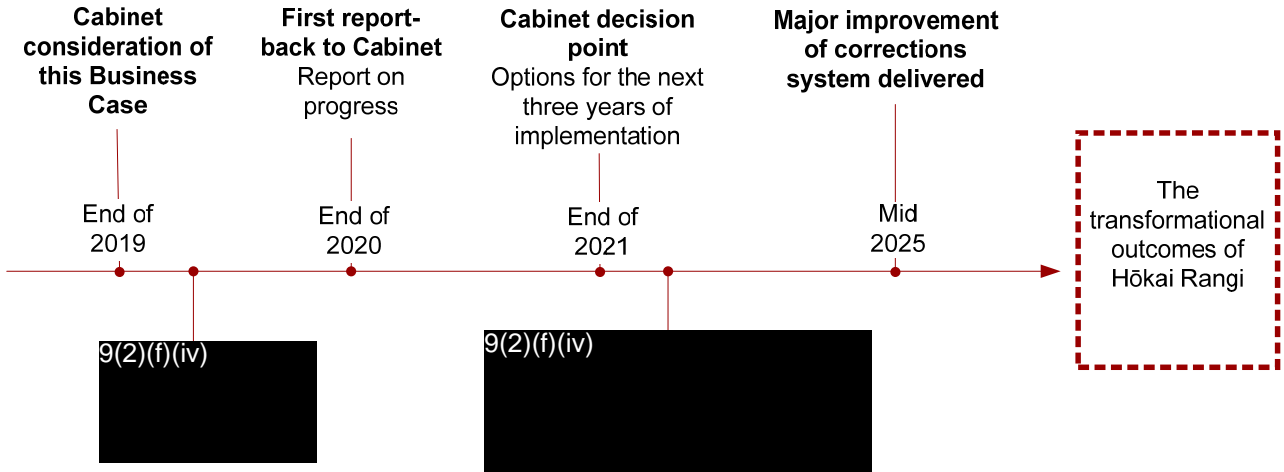 Cabinet
consideration of
this Business
Case
First report-
back to Cabinet
Report on
progress
Cabinet decision
point
Options for the next
three years of
implementation
Major improvement
of corrections
system delivered
End of
2019
End of
2020
End of
2021
Mid
2025
The
transformational
outcomes of
Hōkai Rangi
9(2)(f)(iv)
9(2)(f)(iv)